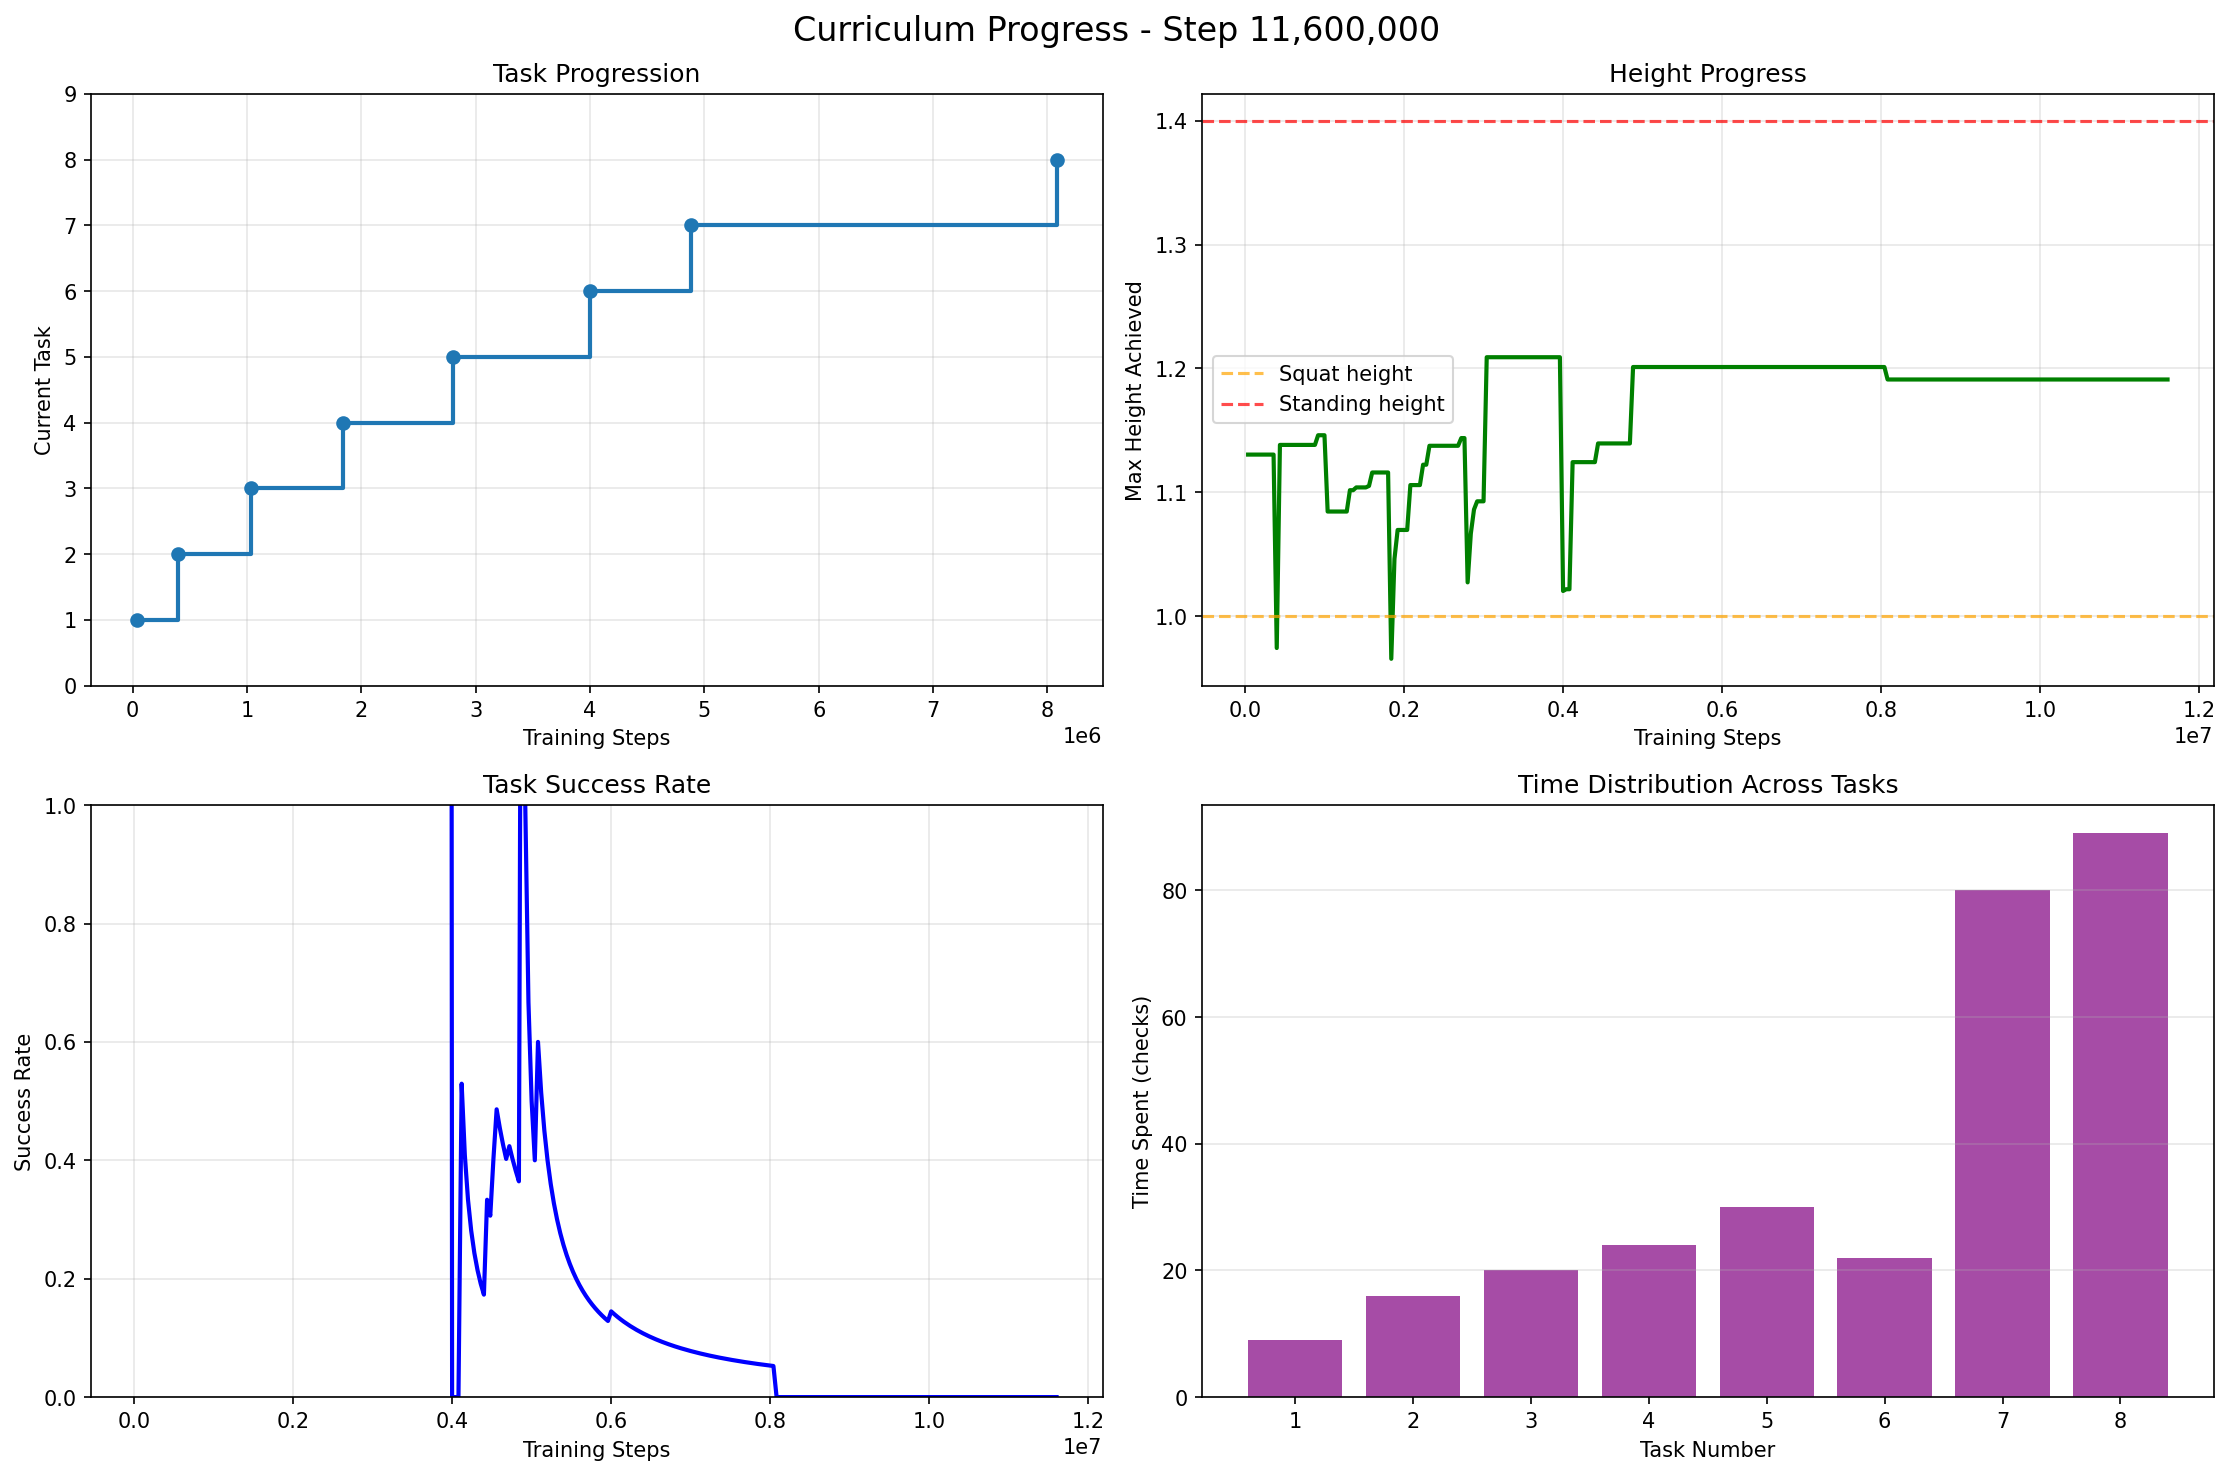 Curriculum Progress - Step 11,600,000
Task Progression
Current Task
9
8
7
6
5
4
3
2
1
0
0 1 2 3 4 5 6 7 8
1e6
Training Steps
Height Progress
Max Height Achieved
1.4
1.3
1.2
1.1
1.0
Squat height
Standing height
0.0 0.2 0.4 0.6 0.8 1.0 1.2
1e7
Training Steps
Task Success Rate
Success Rate
1.0
0.8
0.6
0.4
0.2
0.0
0.0 0.2 0.4 0.6 0.8 1.0 1.2
1e7
Training Steps
Time Distribution Across Tasks
Time Spent (checks)
80
60
40
20
0
1 2 3 4 5 6 7 8
Task Number